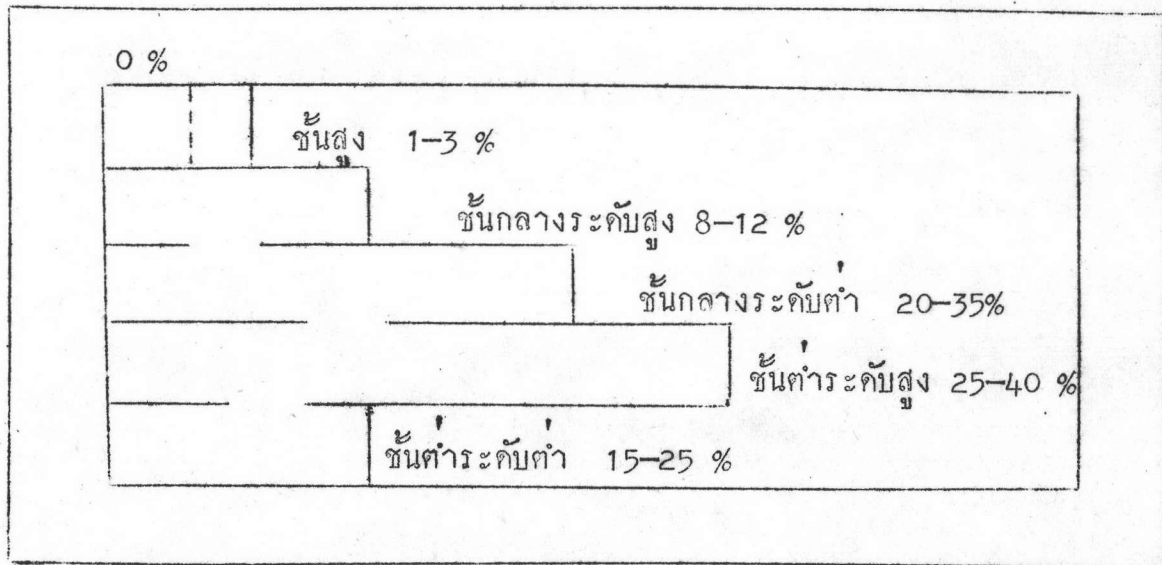 0 %
ชั้นสูง 1-3 %
ชั้นกลางระดับสูง 8-12 %
ชั้นกลางระดับต่ำ 20-35%
ชั้นต่ำระดับสูง 25-40 %
ชั้นต่ำระดับต่ำ 15-25 %